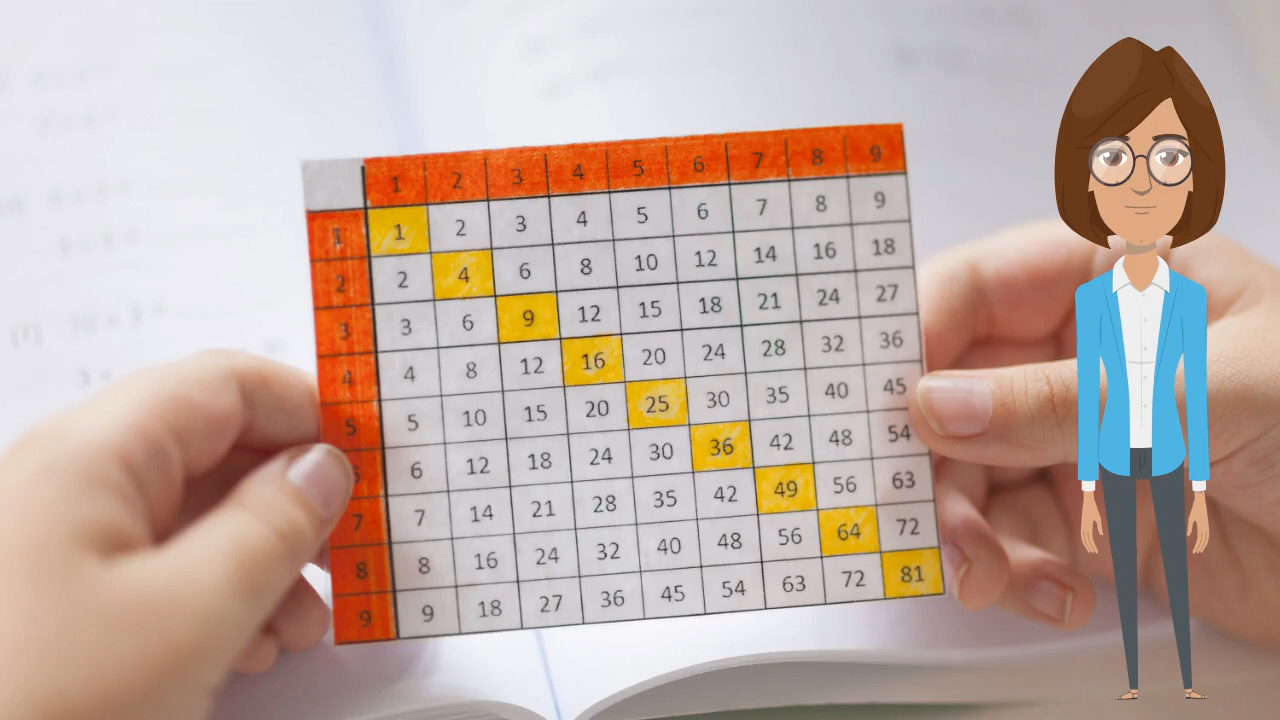 1 2 3 4 5 6 7 8 9
1 1 2 3 4 5 6 7 8 9
2 2 4 6 8 10 12 14 16 18
3 3 6 9 12 15 18 21 24 27
4 4 8 12 16 20 24 28 32 36
5 5 10 15 20 25 30 35 40 45
6 12 18 24 30 36 42 48 54
7 7 14 21 28 35 42 49 56 63
8 8 16 24 32 40 48 56 64 72
9 9 18 27 36 45 54 63 72 81